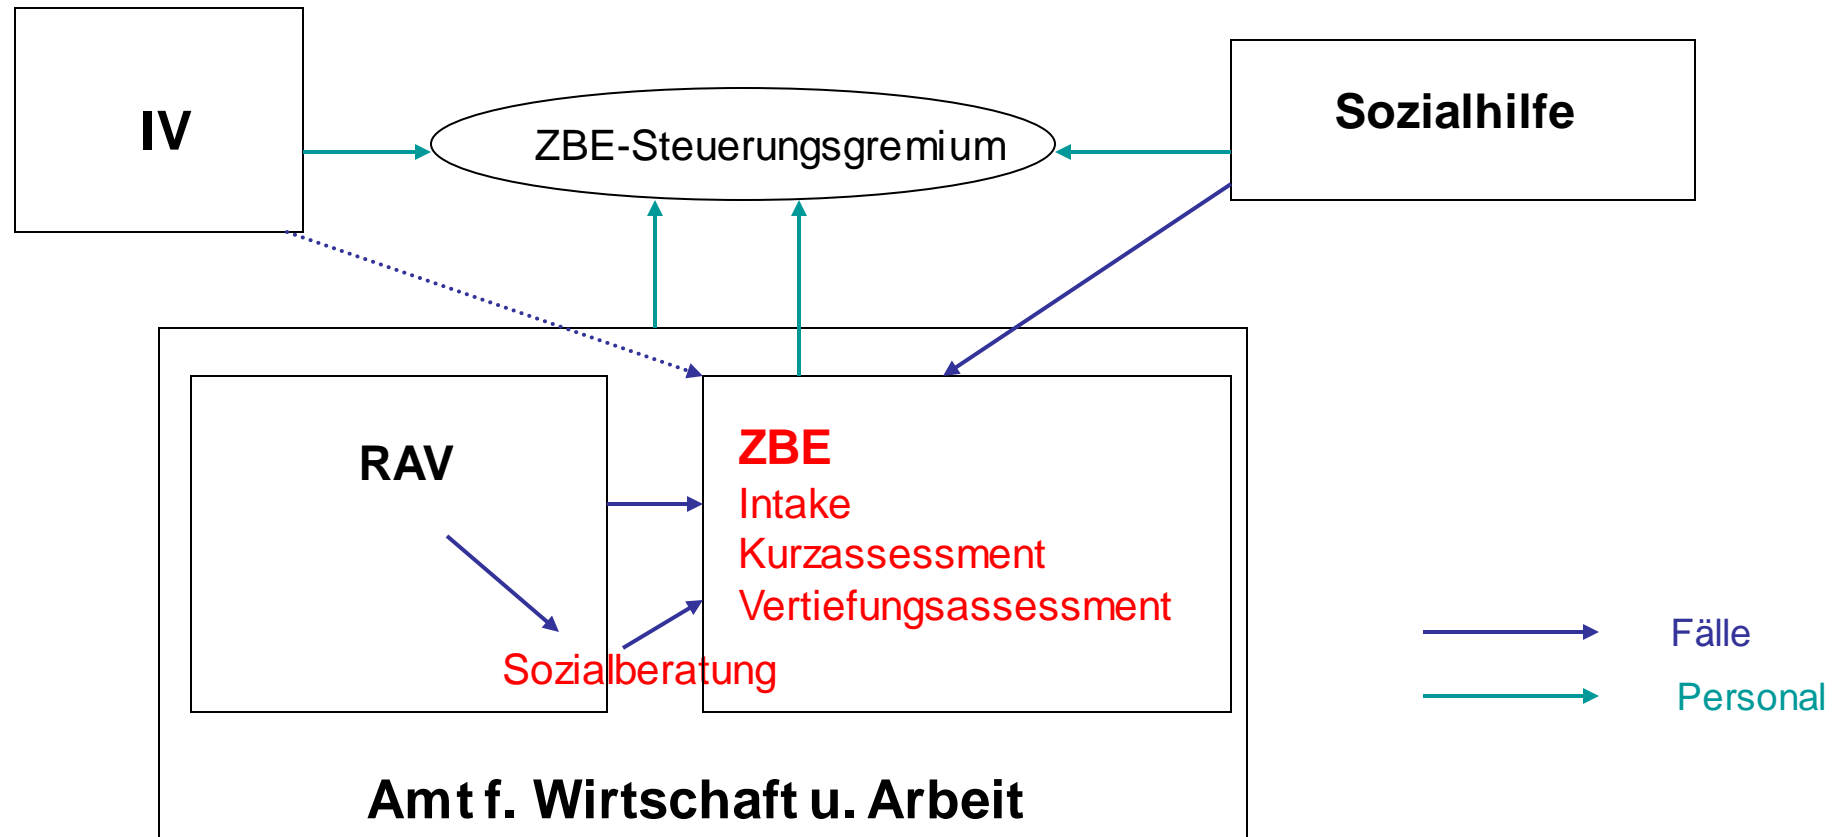 IV
ZBE-Steuerungsgremium
Sozialhilfe
RAV
ZBE
Intake
Kurzassessment
Vertiefungsassessment
Sozialberatung
Fälle
Personal
Amt f. Wirtschaft u. Arbeit